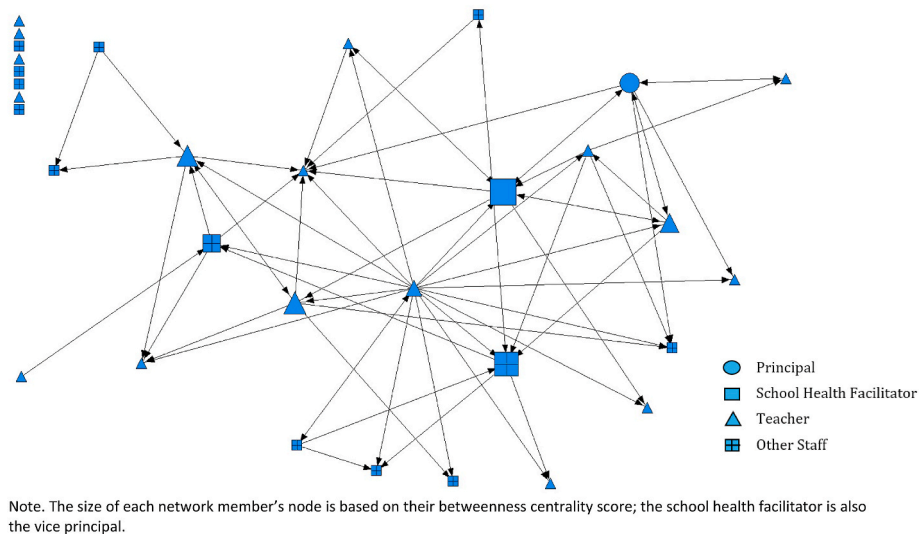 Principal
School Health Facilitator
Teacher
Other Staff
Note. The size of each network member's node is based on their betweenness centrality score; the school health facilitator is also
the vice principal.